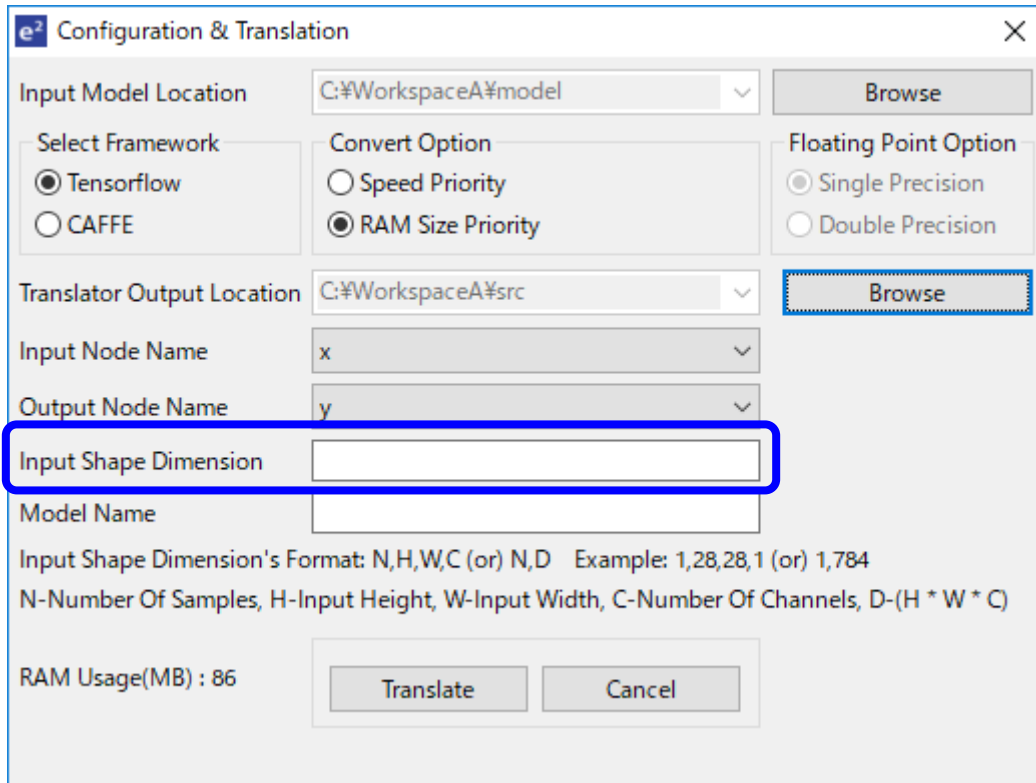 e² Configuration & Translation
Input Model Location C:¥WorkspaceA¥model Browse
Select Framework Convert Option Floating Point Option
Tensorflow Speed Priority Single Precision
CAFFE RAM Size Priority Double Precision
Translator Output Location C:¥WorkspaceA¥src Browse
Input Node Name x
Output Node Name y
Input Shape Dimension
Model Name
Input Shape Dimension's Format: N,H,W,C (or) N,D Example: 1,28,28,1 (or) 1,784
N-Number Of Samples, H-Input Height, W-Input Width, C-Number Of Channels, D-(H * W * C)
RAM Usage(MB) : 86 Translate Cancel